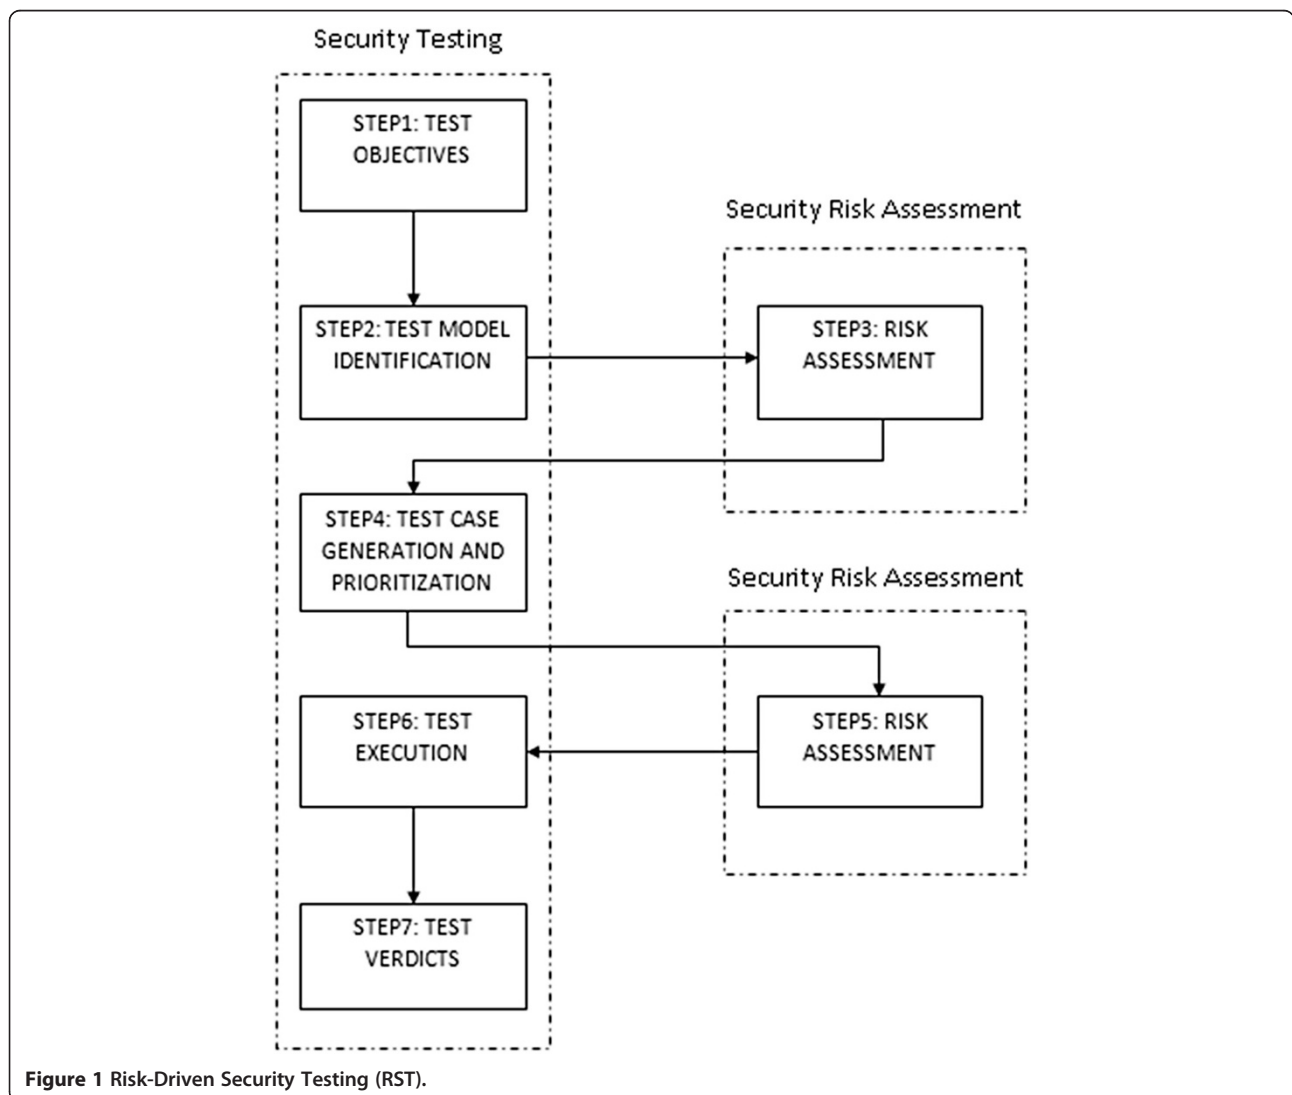 Security Testing
STEP1: TEST
OBJECTIVES
Security Risk Assessment
STEP2: TEST MODEL
IDENTIFICATION
STEP3: RISK
ASSESSMENT
STEP4: TEST CASE
GENERATION AND
PRIORITIZATION
Security Risk Assessment
STEP5: RISK
ASSESSMENT
STEP6: TEST
EXECUTION
STEP7: TEST
VERDICTS
Figure 1 Risk-Driven Security Testing (RST).